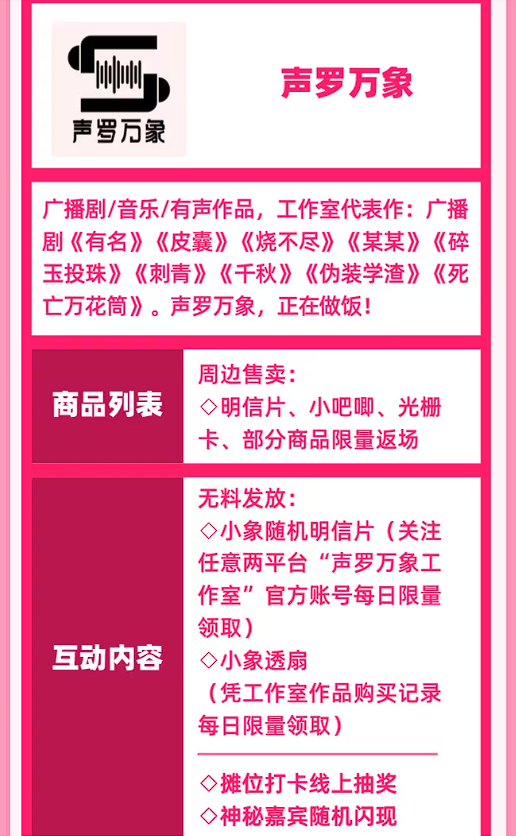 声罗万象
声罗万象
广播剧/音乐/有声作品，工作室代表作：广播
剧《有名》《皮囊》《烧不尽》《某某》《碎
玉投珠》《刺青》《千秋》《伪装学渣》《死
亡万花筒》。声罗万象，正在做饭！
商品列表
周边售卖：
◇明信片、小吧唧、光栅
卡、部分商品限量返场
互动内容
无料发放：
◇小象随机明信片（关注
任意两平台“声罗万象工
作室”官方账号每日限量
领取）
◇小象透扇
（凭工作室作品购买记录
每日限量领取）
◇摊位打卡线上抽奖
◇神秘嘉宾随机闪现